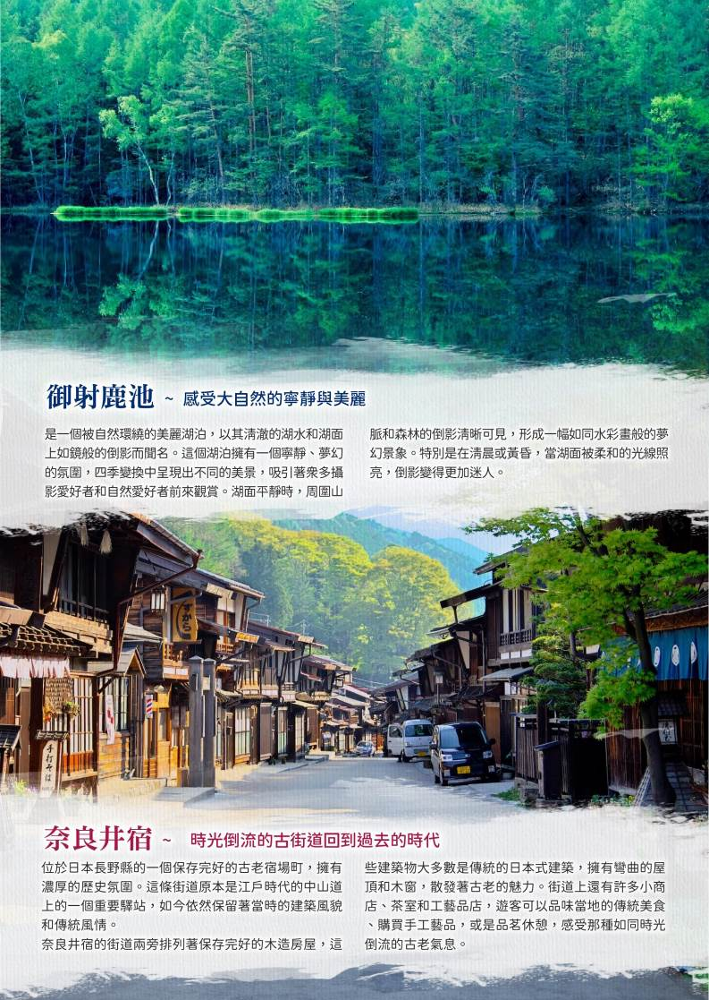 御射鹿池 ~ 感受大自然的寧靜與美麗
是一個被自然環繞的美麗湖泊，以其清澈的湖水和湖面
上如鏡般的倒影而聞名。這個湖泊擁有一個寧靜、夢幻
的氛圍，四季變換中呈現出不同的美景，吸引著眾多攝
影愛好者和自然愛好者前來觀賞。湖面平靜時，周圍山
脈和森林的倒影清晰可見，形成一幅如同水彩畫般的夢
幻景象。特別是在清晨或黃昏，當湖面被柔和的光線照
亮，倒影變得更加迷人。
手打そば
奈良井宿 ~ 時光倒流的古街道回到過去的時代
位於日本長野縣的一個保存完好的古老宿場町，擁有
濃厚的歷史氛圍。這條街道原本是江戶時代的中山道
上的一個重要驛站，如今依然保留著當時的建築風貌
和傳統風情。
奈良井宿的街道兩旁排列著保存完好的木造房屋，這
些建築物大多數是傳統的日本式建築，擁有彎曲的屋
頂和木窗，散發著古老的魅力。街道上還有許多小商
店、茶室和工藝品店，遊客可以品味當地的傳統美食
、購買手工藝品，或是品茗休憩，感受那種如同時光
倒流的古老氣息。